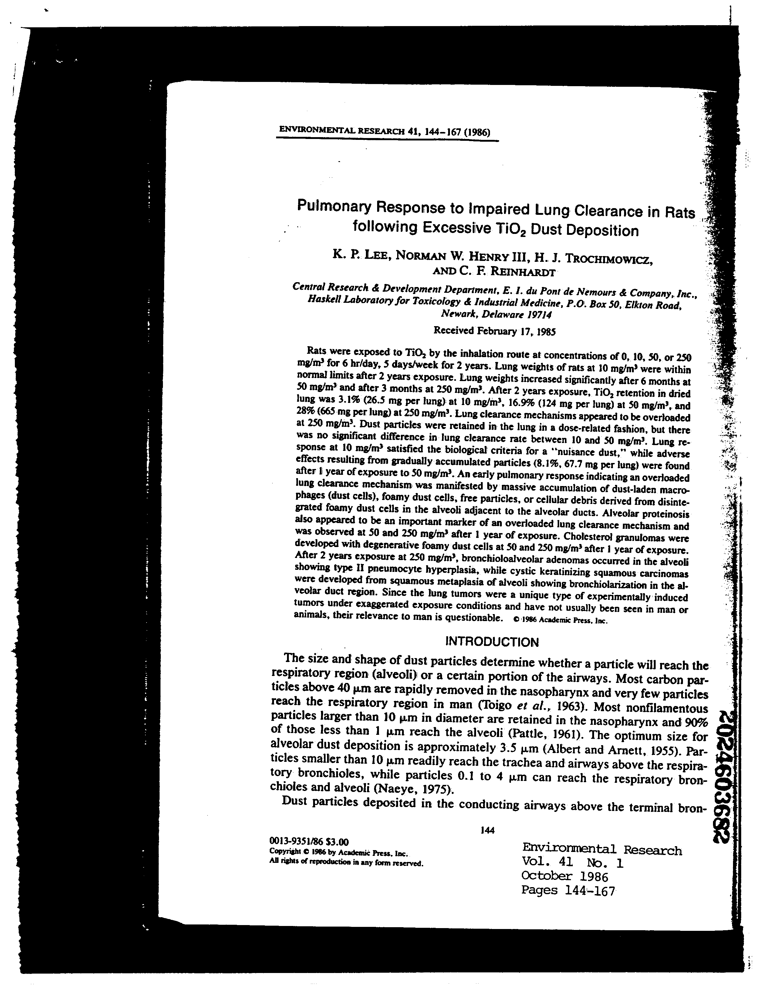 ENVIRONMENTAL RESEARCH 41, 144–167 (1986)
Pulmonary Response to Impaired Lung Clearance in Rats
following Excessive TiO₂ Dust Deposition
K. P. LEE, NORMAN W. HENRY III, H. J. TROCHIMOWICZ,
AND C. F. REINHARDT
Central Research & Development Department, E. I. du Pont de Nemours & Company, Inc.,
Haskell Laboratory for Toxicology & Industrial Medicine, P.O. Box 50, Elkton Road,
Newark, Delaware 19714
Received February 17, 1985
Rats were exposed to TiO₂ by the inhalation route at concentrations of 0, 10, 50, or 250
mg/m³ for 6 hr/day, 5 days/week for 2 years. Lung weights of rats at 10 mg/m³ were within
normal limits after 2 years exposure. Lung weights increased significantly after 6 months at
50 mg/m³ and after 3 months at 250 mg/m³. After 2 years exposure, TiO₂ retention in dried
lung was 3.1% (26.5 mg per lung) at 10 mg/m³, 16.9% (124 mg per lung) at 50 mg/m³, and
28% (665 mg per lung) at 250 mg/m³. Lung clearance mechanisms appeared to be overloaded
at 250 mg/m³. Dust particles were retained in the lung in a dose-related fashion, but there
was no significant difference in lung clearance rate between 10 and 50 mg/m³. Lung re-
sponse at 10 mg/m³ satisfied the biological criteria for a "nuisance dust," while adverse
effects resulting from gradually accumulated particles (8.1%, 67.7 mg per lung) were found
after 1 year of exposure to 50 mg/m³. An early pulmonary response indicating an overloaded
lung clearance mechanism was manifested by massive accumulation of dust-laden macro-
phages (dust cells), foamy dust cells, free particles, or cellular debris derived from disinte-
grated foamy dust cells in the alveoli adjacent to the alveolar ducts. Alveolar proteinosis
also appeared to be an important marker of an overloaded lung clearance mechanism and
was observed at 50 and 250 mg/m³ after 1 year of exposure. Cholesterol granulomas were
developed with degenerative foamy dust cells at 50 and 250 mg/m³ after 1 year of exposure.
After 2 years exposure at 250 mg/m³, bronchioloalveolar adenomas occurred in the alveoli
showing type II pneumocyte hyperplasia, while cystic keratinizing squamous carcinomas
were developed from squamous metaplasia of alveoli showing bronchiolarization in the al-
veolar duct region. Since the lung tumors were a unique type of experimentally induced
tumors under exaggerated exposure conditions and have not usually been seen in man or
animals, their relevance to man is questionable. © 1986 Academic Press, Inc.
INTRODUCTION
The size and shape of dust particles determine whether a particle will reach the
respiratory region (alveoli) or a certain portion of the airways. Most carbon par-
ticles above 40 μm are rapidly removed in the nasopharynx and very few particles
reach the respiratory region in man (Toigo et al., 1963). Most nonfilamentous
particles larger than 10 μm in diameter are retained in the nasopharynx and 90%
of those less than 1 μm reach the alveoli (Pattle, 1961). The optimum size for
alveolar dust deposition is approximately 3.5 μm (Albert and Arnett, 1955). Par-
ticles smaller than 10 μm readily reach the trachea and airways above the respira-
tory bronchioles, while particles 0.1 to 4 μm can reach the respiratory bron-
chioles and alveoli (Naeye, 1975).
Dust particles deposited in the conducting airways above the terminal bron-
144
0013-9351/86 $3.00
Copyright © 1986 by Academic Press, Inc.
All rights of reproduction in any form reserved.
Environmental Research
Vol. 41 No. 1
October 1986
Pages 144-167
2024603682